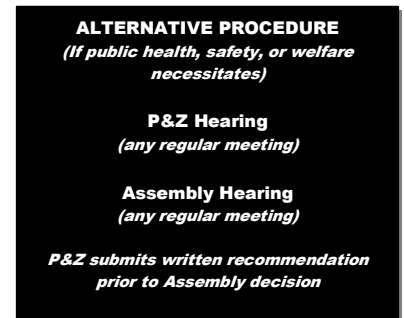 ALTERNATIVE PROCEDURE
(If public health, safety, or welfare
necessitates)
P&Z Hearing
(any regular meeting)
Assembly Hearing
(any regular meeting)
P&Z submits written recommendation
prior to Assembly decision